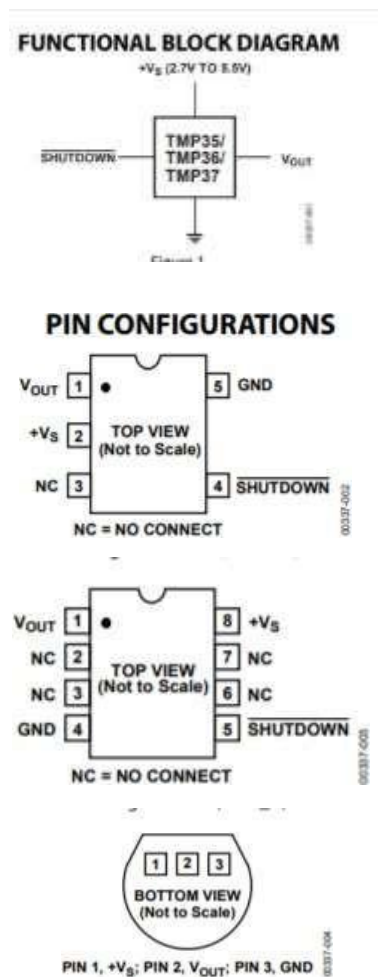 FUNCTIONAL BLOCK DIAGRAM
+VS (2.7V TO 5.5V)
SHUTDOWN
TMP35/
TMP36/
TMP37
VOUT
PIN CONFIGURATIONS
VOUT 1
5 GND
+VS 2
TOP VIEW
(Not to Scale)
NC 3
4 SHUTDOWN
NC = NO CONNECT
00337-002
VOUT 1
8 +VS
NC 2
7 NC
TOP VIEW
(Not to Scale)
NC 3
6 NC
GND 4
5 SHUTDOWN
NC = NO CONNECT
00337-003
1 2 3
BOTTOM VIEW
(Not to Scale)
PIN 1, +VS; PIN 2, VOUT; PIN 3, GND
00337-004